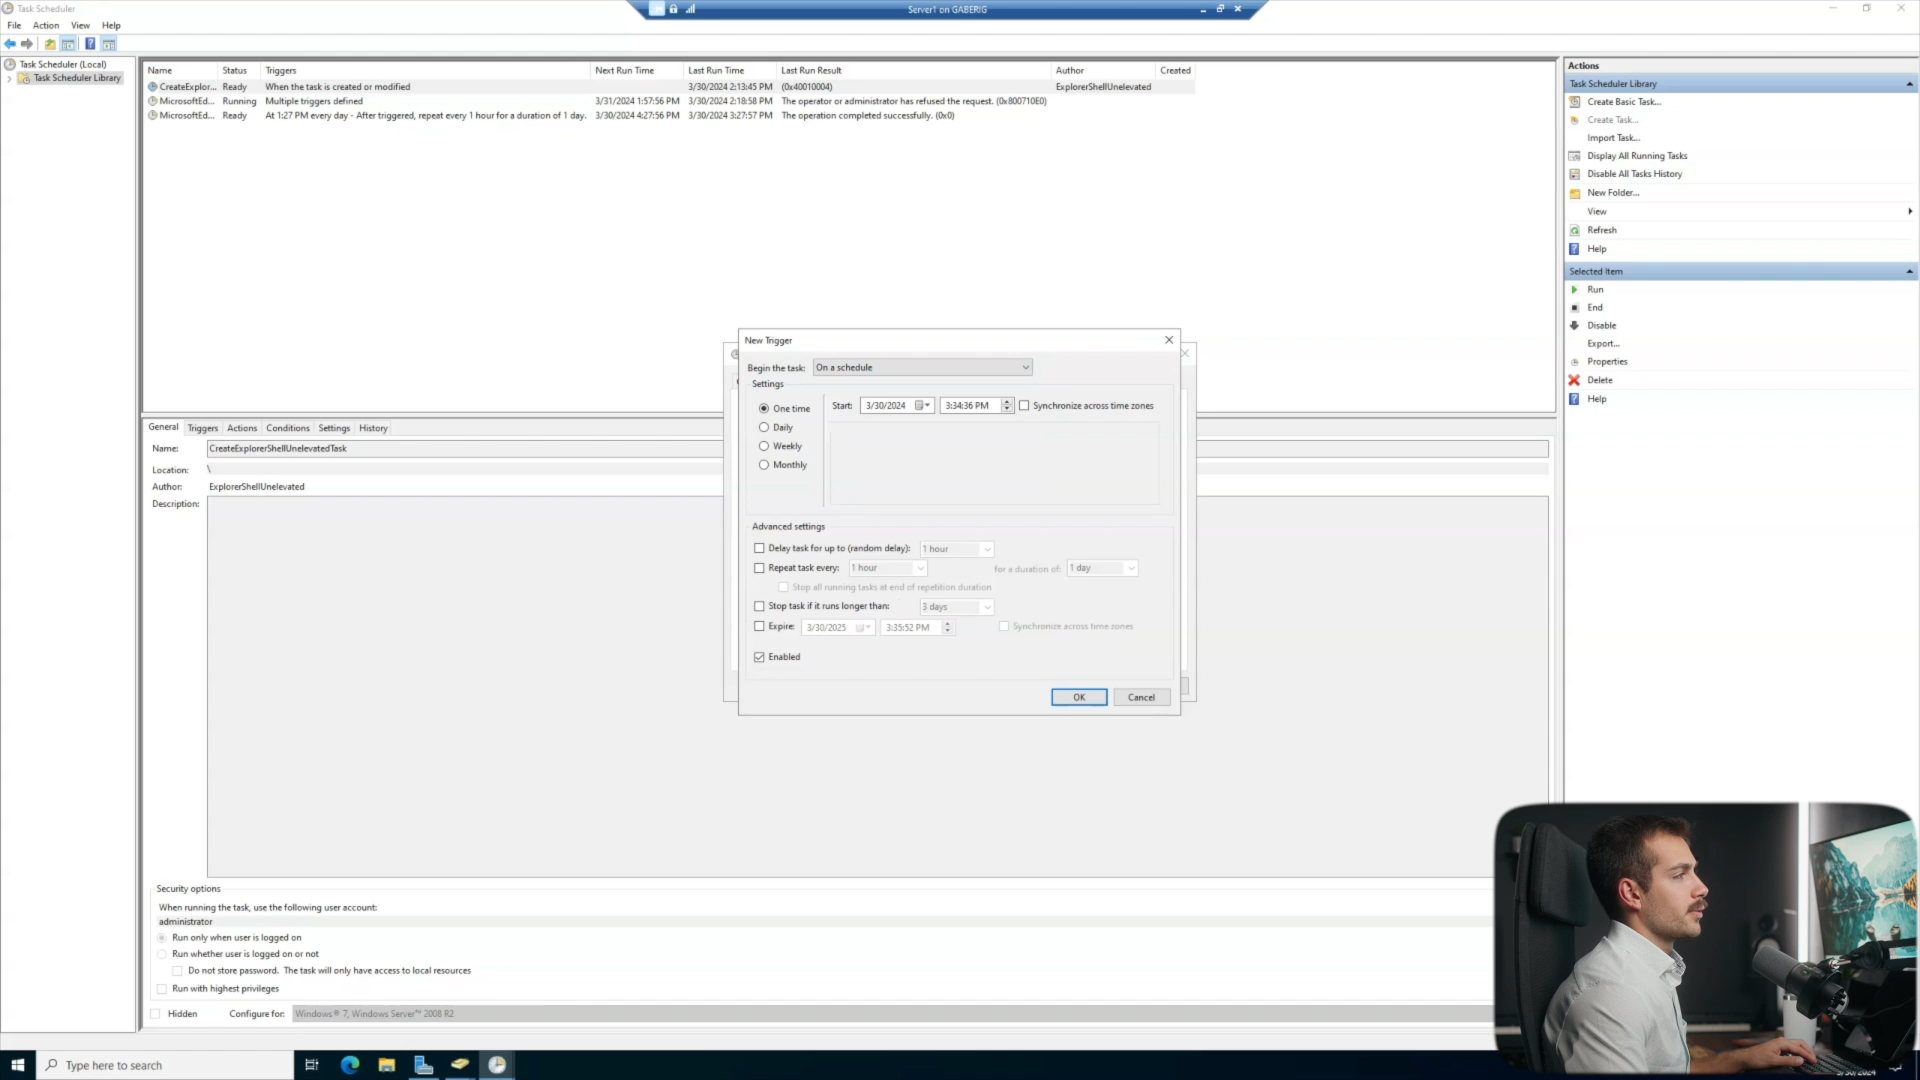 Task Scheduler
Server1 on GABERIG
File Action View Help
Task Scheduler (Local)
Task Scheduler Library
Name Status Triggers Next Run Time Last Run Time Last Run Result Author Created
CreateExplor... Ready When the task is created or modified 3/30/2024 2:13:45 PM (0x40010004) ExplorerShellUnelevated
MicrosoftEd... Running Multiple triggers defined 3/31/2024 1:57:56 PM 3/30/2024 2:18:58 PM The operator or administrator has refused the request. (0x800710E0)
MicrosoftEd... Ready At 1:27 PM every day - After triggered, repeat every 1 hour for a duration of 1 day. 3/30/2024 4:27:56 PM 3/30/2024 3:27:57 PM The operation completed successfully. (0x0)
Actions
Task Scheduler Library
Create Basic Task...
Create Task...
Import Task...
Display All Running Tasks
Disable All Tasks History
New Folder...
View
Refresh
Help
Selected Item
Run
End
Disable
Export...
Properties
Delete
Help
New Trigger
Begin the task: On a schedule
Settings
One time
Daily
Weekly
Monthly
Start: 3/30/2024 3:34:36 PM Synchronize across time zones
Advanced settings
Delay task for up to (random delay): 1 hour
Repeat task every: 1 hour for a duration of: 1 day
Stop all running tasks at end of repetition duration
Stop task if it runs longer than: 3 days
Expire: 3/30/2025 3:35:52 PM Synchronize across time zones
Enabled
OK Cancel
General Triggers Actions Conditions Settings History
Name: CreateExplorerShellUnelevatedTask
Location: \
Author: ExplorerShellUnelevated
Description:
Security options
When running the task, use the following user account:
administrator
Run only when user is logged on
Run whether user is logged on or not
Do not store password. The task will only have access to local resources
Run with highest privileges
Hidden Configure for: Windows® 7, Windows Server™ 2008 R2
Type here to search
3/30/2024